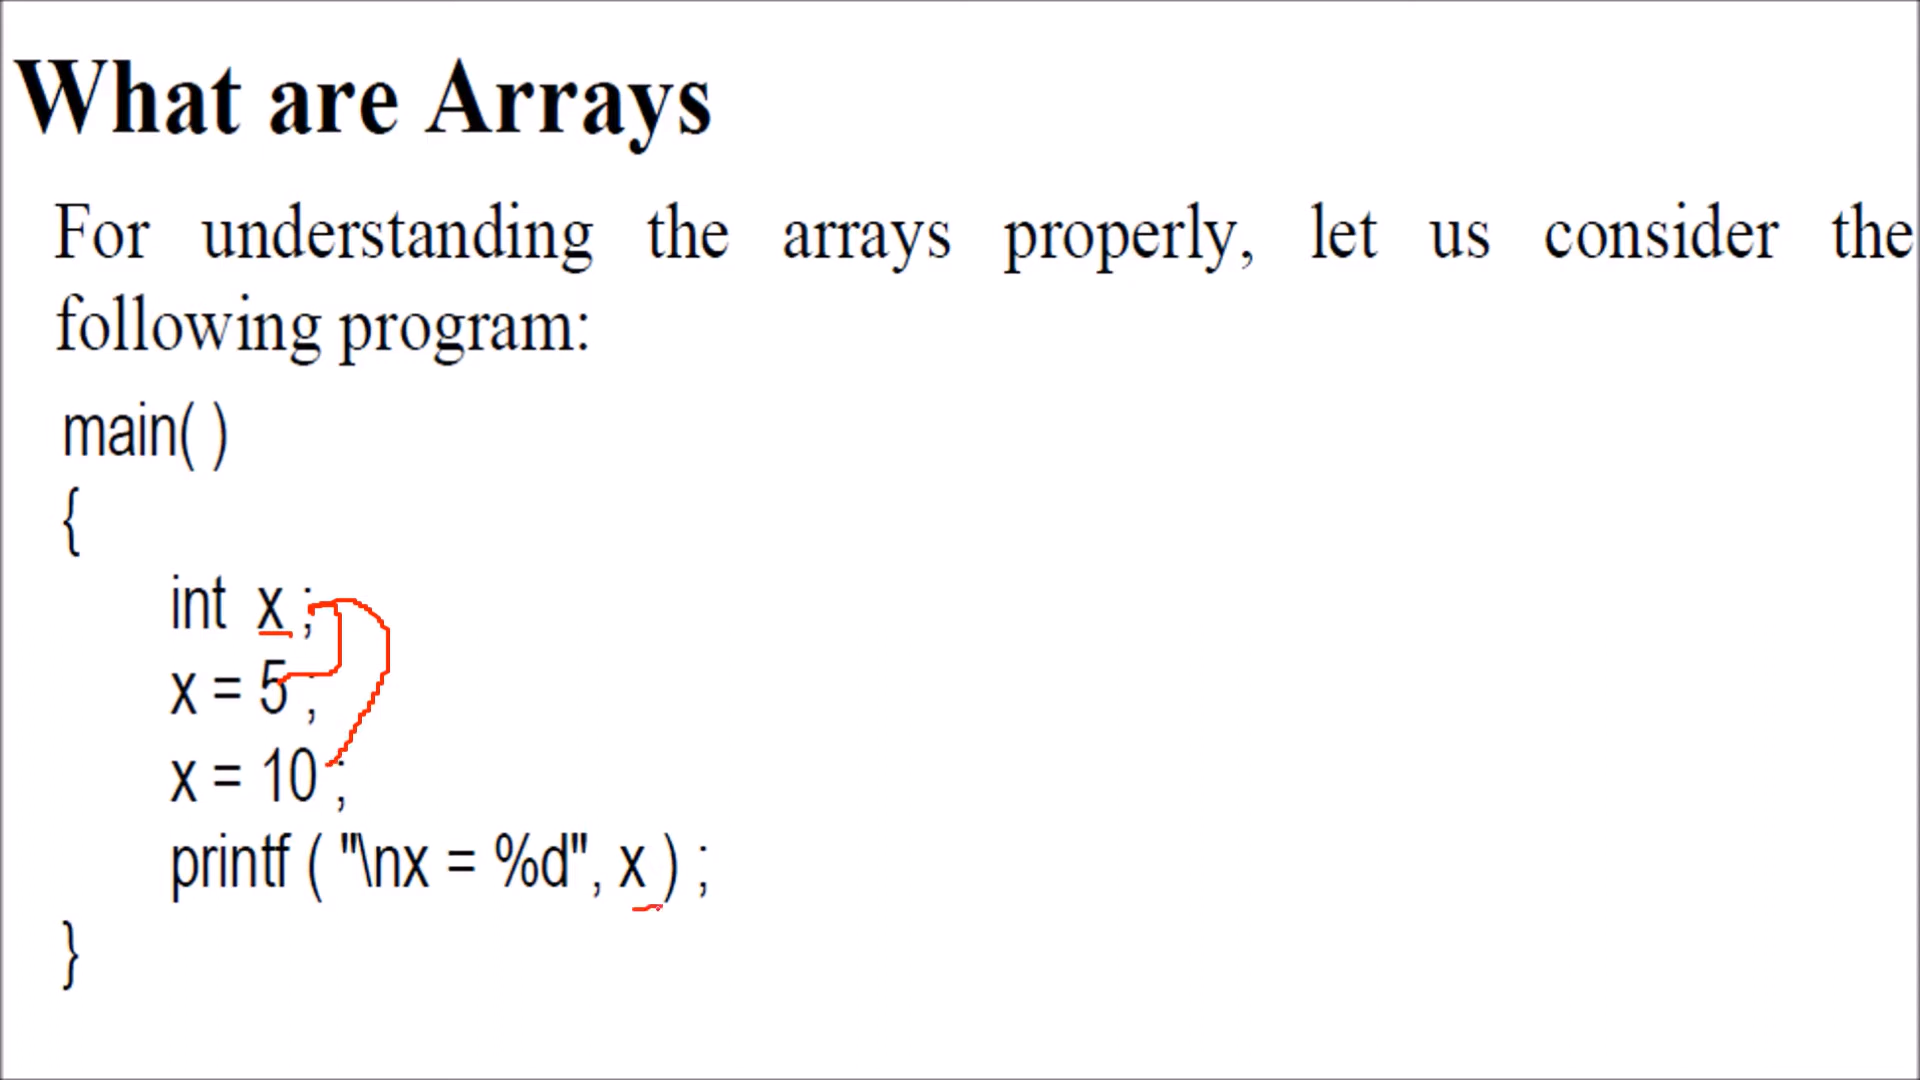 What are Arrays
For understanding the arrays properly, let us consider the
following program:
main( )
{
int x ;
x = 5 ;
x = 10 ;
printf ( "\nx = %d", x ) ;
}